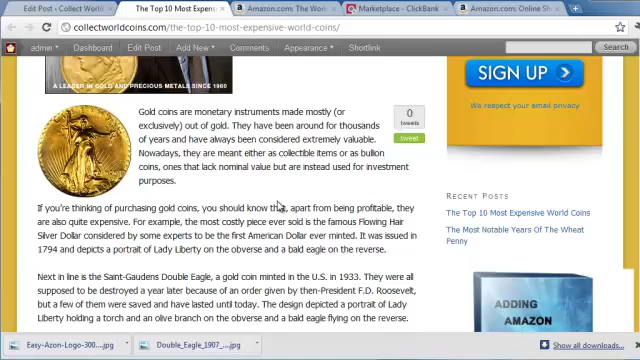 Edit Post ‹ Collect World
The Top 10 Most Expens
Amazon.com: The World
Marketplace - ClickBank
Amazon.com: Online Sh
collectworldcoins.com/the-top-10-most-expensive-world-coins/
admin
Dashboard
Edit Post
Add New
Comments
Appearance
Shortlink
Search
A LEADER IN GOLD AND PRECIOUS METALS SINCE 1960
Gold coins are monetary instruments made mostly (or
exclusively) out of gold. They have been around for thousands
of years and have always been considered extremely valuable.
Nowadays, they are meant either as collectible items or as bullion
coins, ones that lack nominal value but are instead used for investment
purposes.
0
tweets
tweet
If you're thinking of purchasing gold coins, you should know that, apart from being profitable, they
are also quite expensive. For example, the most costly piece ever sold is the famous Flowing Hair
Silver Dollar considered by some experts to be the first American Dollar ever minted. It was issued in
1794 and depicts a portrait of Lady Liberty on the obverse and a bald eagle on the reverse.
Next in line is the Saint-Gaudens Double Eagle, a gold coin minted in the U.S. in 1933. They were all
supposed to be destroyed a year later because of an order given by then-President F.D. Roosevelt,
but a few of them were saved and have lasted until today. The design depicted a portrait of Lady
Liberty holding a torch and an olive branch on the obverse and a bald eagle flying on the reverse.
SIGN UP
We respect your email privacy
RECENT POSTS
The Top 10 Most Expensive World Coins
The Most Notable Years Of The Wheat
Penny
ADDING
AMAZON
Easy-Azon-Logo-300....jpg
Double_Eagle_1907_....jpg
Show all downloads...